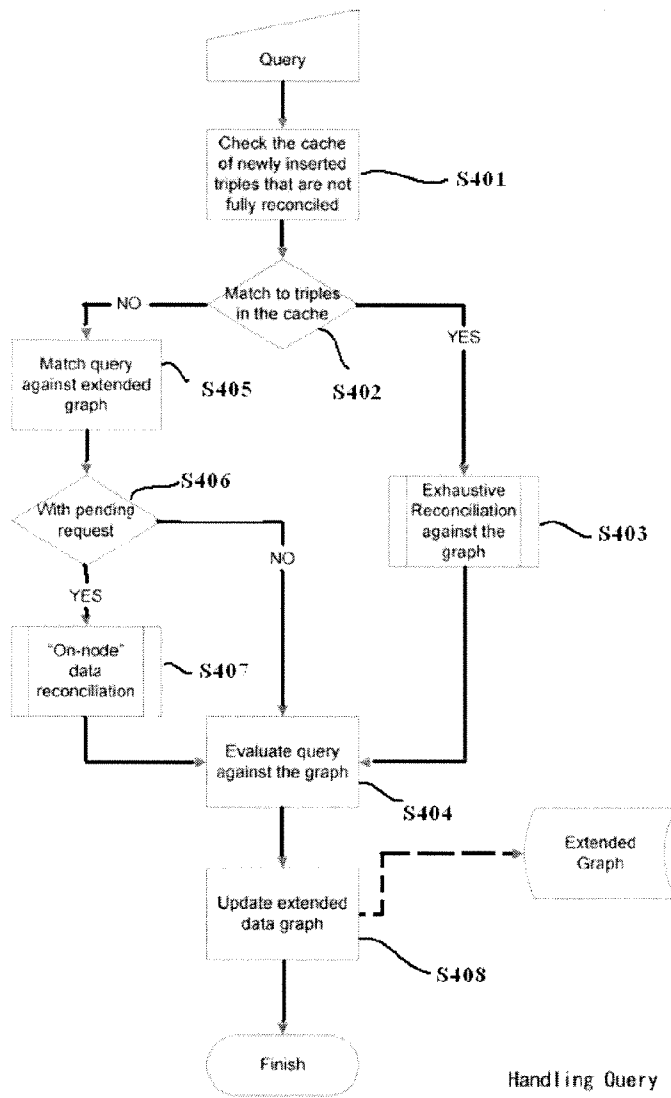 Query
Check the cache
of newly inserted
triples that are not
fully reconciled
S401
Match to triples
in the cache
S402
NO
YES
Match query
against extended
graph
S405
S406
With pending
request
Exhaustive
Reconciliation
against the
graph
S403
NO
YES
"On-node"
data
reconciliation
S407
Evaluate query
against the graph
S404
Extended
Graph
Update extended
data graph
S408
Finish
Handling Query